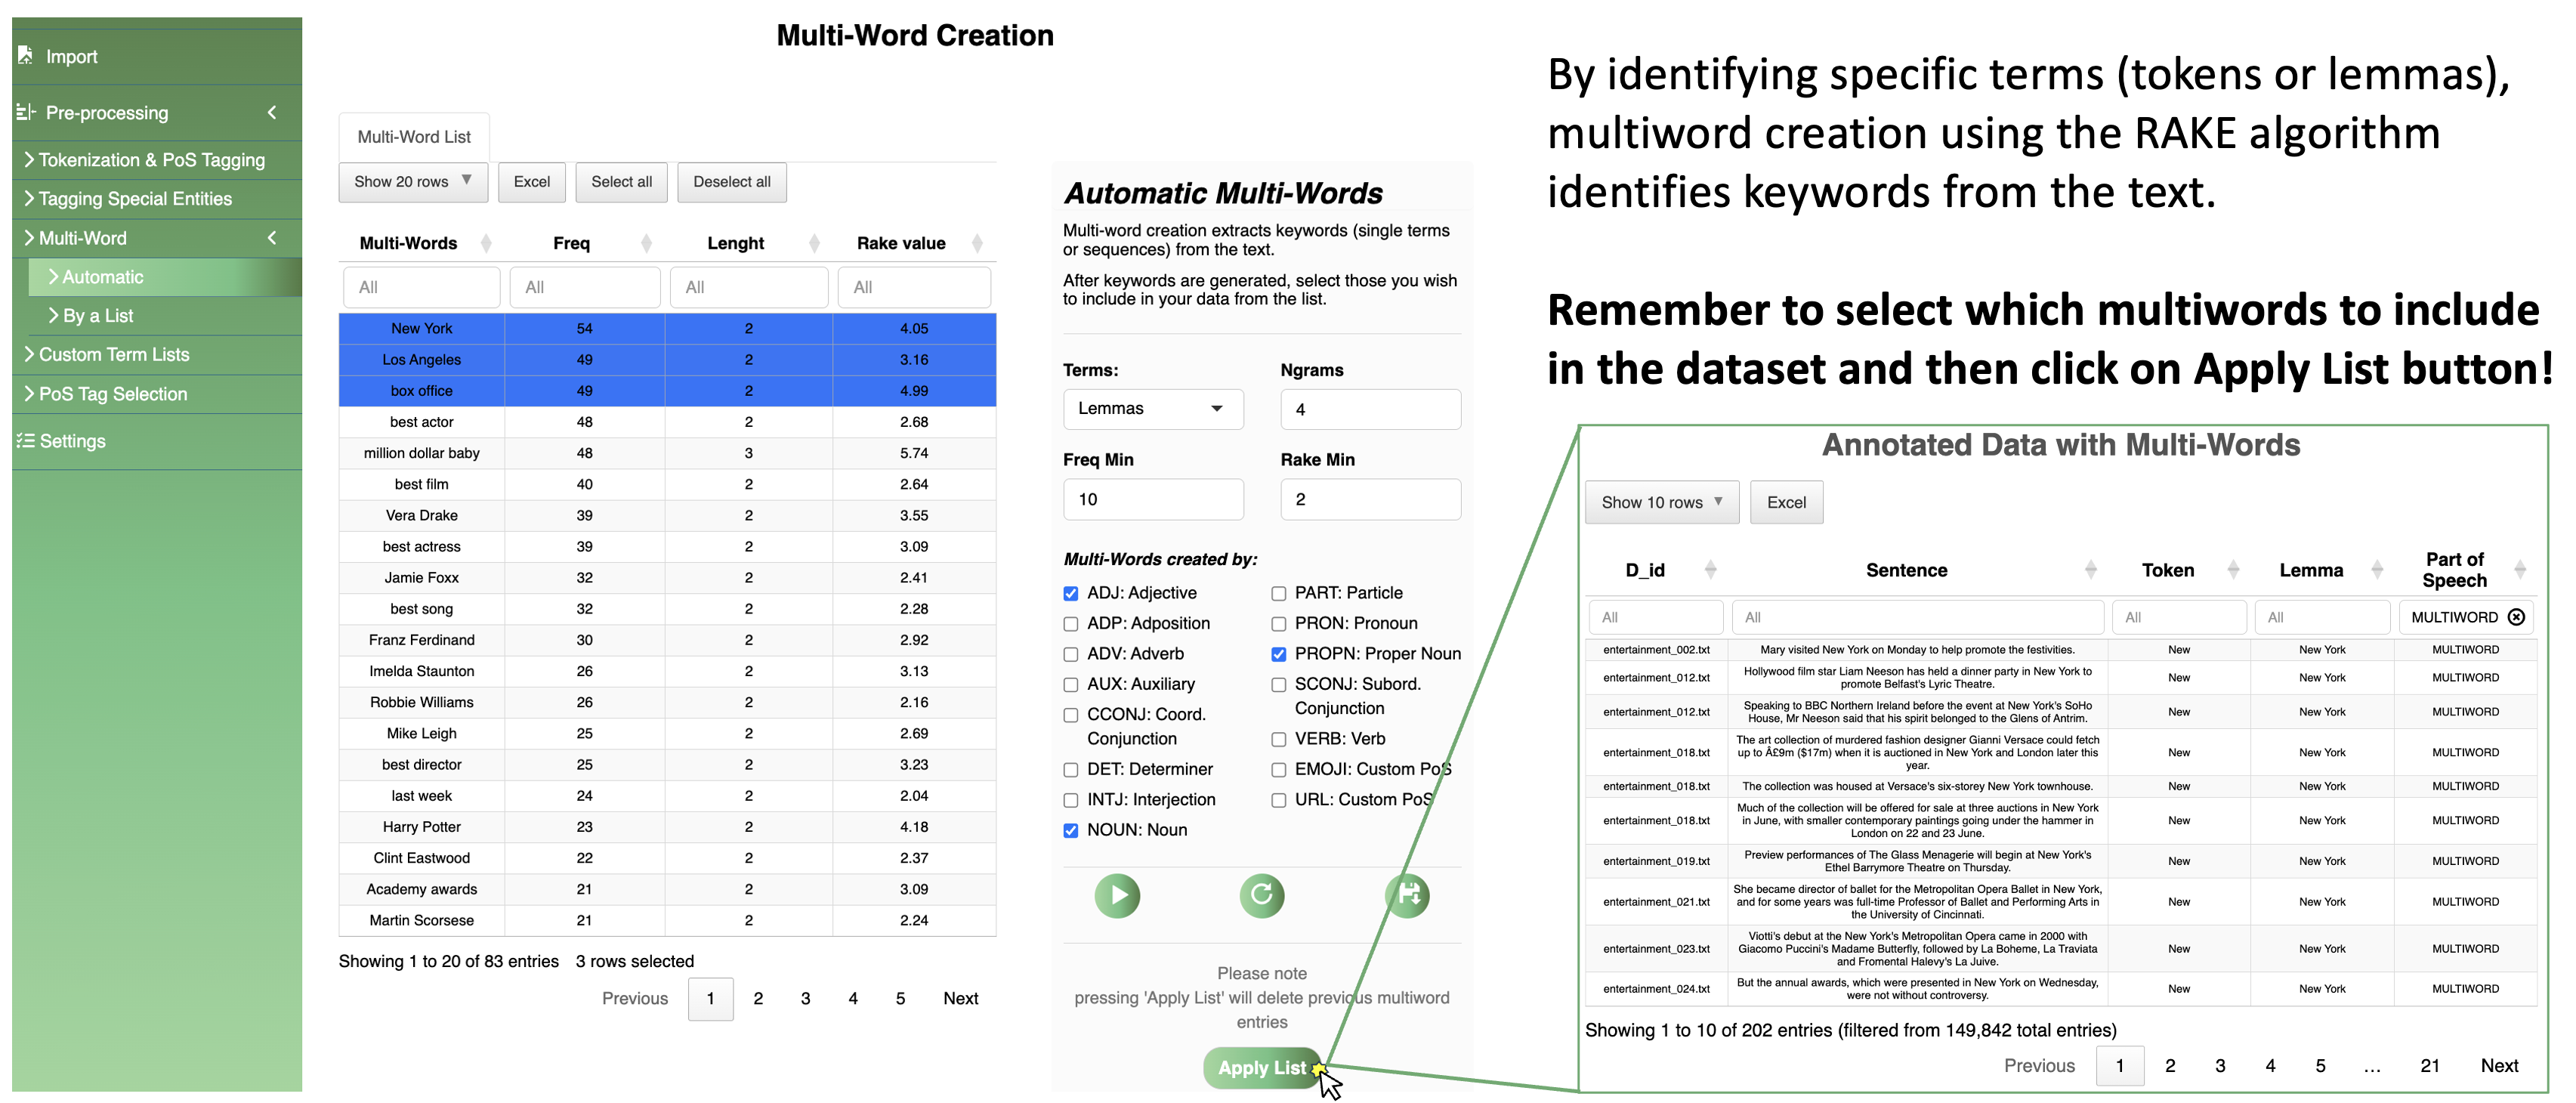 Multi-Word Creation
Import
Pre-processing
Tokenization & PoS Tagging
Tagging Special Entities
Multi-Word
Automatic
By a List
Custom Term Lists
PoS Tag Selection
Settings
Multi-Word List
Show 20 rows Excel Select all Deselect all
Multi-Words Freq Lenght Rake value
All All All All
New York 54 2 4.05
Los Angeles 49 2 3.16
box office 49 2 4.99
best actor 48 2 2.68
million dollar baby 48 3 5.74
best film 40 2 2.64
Vera Drake 39 2 3.55
best actress 39 2 3.09
Jamie Foxx 32 2 2.41
best song 32 2 2.28
Franz Ferdinand 30 2 2.92
Imelda Staunton 26 2 3.13
Robbie Williams 26 2 2.16
Mike Leigh 25 2 2.69
best director 25 2 3.23
last week 24 2 2.04
Harry Potter 23 2 4.18
Clint Eastwood 22 2 2.37
Academy awards 21 2 3.09
Martin Scorsese 21 2 2.24
Showing 1 to 20 of 83 entries 3 rows selected
Previous 1 2 3 4 5 Next
Automatic Multi-Words
Multi-word creation extracts keywords (single terms
or sequences) from the text.
After keywords are generated, select those you wish
to include in your data from the list.
Terms: Ngrams
Lemmas 4
Freq Min Rake Min
10 2
Multi-Words created by:
ADJ: Adjective
ADP: Adposition
ADV: Adverb
AUX: Auxiliary
CCONJ: Coord.
Conjunction
DET: Determiner
INTJ: Interjection
NOUN: Noun
PART: Particle
PRON: Pronoun
PROPN: Proper Noun
SCONJ: Subord.
Conjunction
VERB: Verb
EMOJI: Custom PoS
URL: Custom PoS
Please note
pressing 'Apply List' will delete previous multiword
entries
Apply List
By identifying specific terms (tokens or lemmas),
multiword creation using the RAKE algorithm
identifies keywords from the text.
Remember to select which multiwords to include
in the dataset and then click on Apply List button!
Annotated Data with Multi-Words
Show 10 rows Excel
D_id Sentence Token Lemma Part of
Speech
All All All All MULTIWORD
entertainment_002.txt Mary visited New York on Monday to help promote the festivities. New New York MULTIWORD
Hollywood film star Liam Neeson has held a dinner party in New York to
entertainment_012.txt promote Belfast's Lyric Theatre. New New York MULTIWORD
Speaking to BBC Northern Ireland before the event at New York's SoHo
entertainment_012.txt House, Mr Neeson said that his spirit belonged to the Glens of Antrim. New New York MULTIWORD
The art collection of murdered fashion designer Gianni Versace could fetch
entertainment_018.txt up to Â£9m ($17m) when it is auctioned in New York and London later this New New York MULTIWORD
year.
entertainment_018.txt The collection was housed at Versace's six-storey New York townhouse. New New York MULTIWORD
Much of the collection will be offered for sale at three auctions in New York
entertainment_018.txt in June, with smaller contemporary paintings going under the hammer in New New York MULTIWORD
London on 22 and 23 June.
Preview performances of The Glass Menagerie will begin at New York's
entertainment_019.txt Ethel Barrymore Theatre on Thursday. New New York MULTIWORD
She became director of ballet for the Metropolitan Opera Ballet in New York,
entertainment_021.txt and for some years was full-time Professor of Ballet and Performing Arts in New New York MULTIWORD
the University of Cincinnati.
Viotti's debut at the New York's Metropolitan Opera came in 2000 with
entertainment_023.txt Giacomo Puccini's Madame Butterfly, followed by La Boheme, La Traviata New New York MULTIWORD
and Fromental Halevy's La Juive.
But the annual awards, which were presented in New York on Wednesday,
entertainment_024.txt were not without controversy. New New York MULTIWORD
Showing 1 to 10 of 202 entries (filtered from 149,842 total entries)
Previous 1 2 3 4 5 ... 21 Next